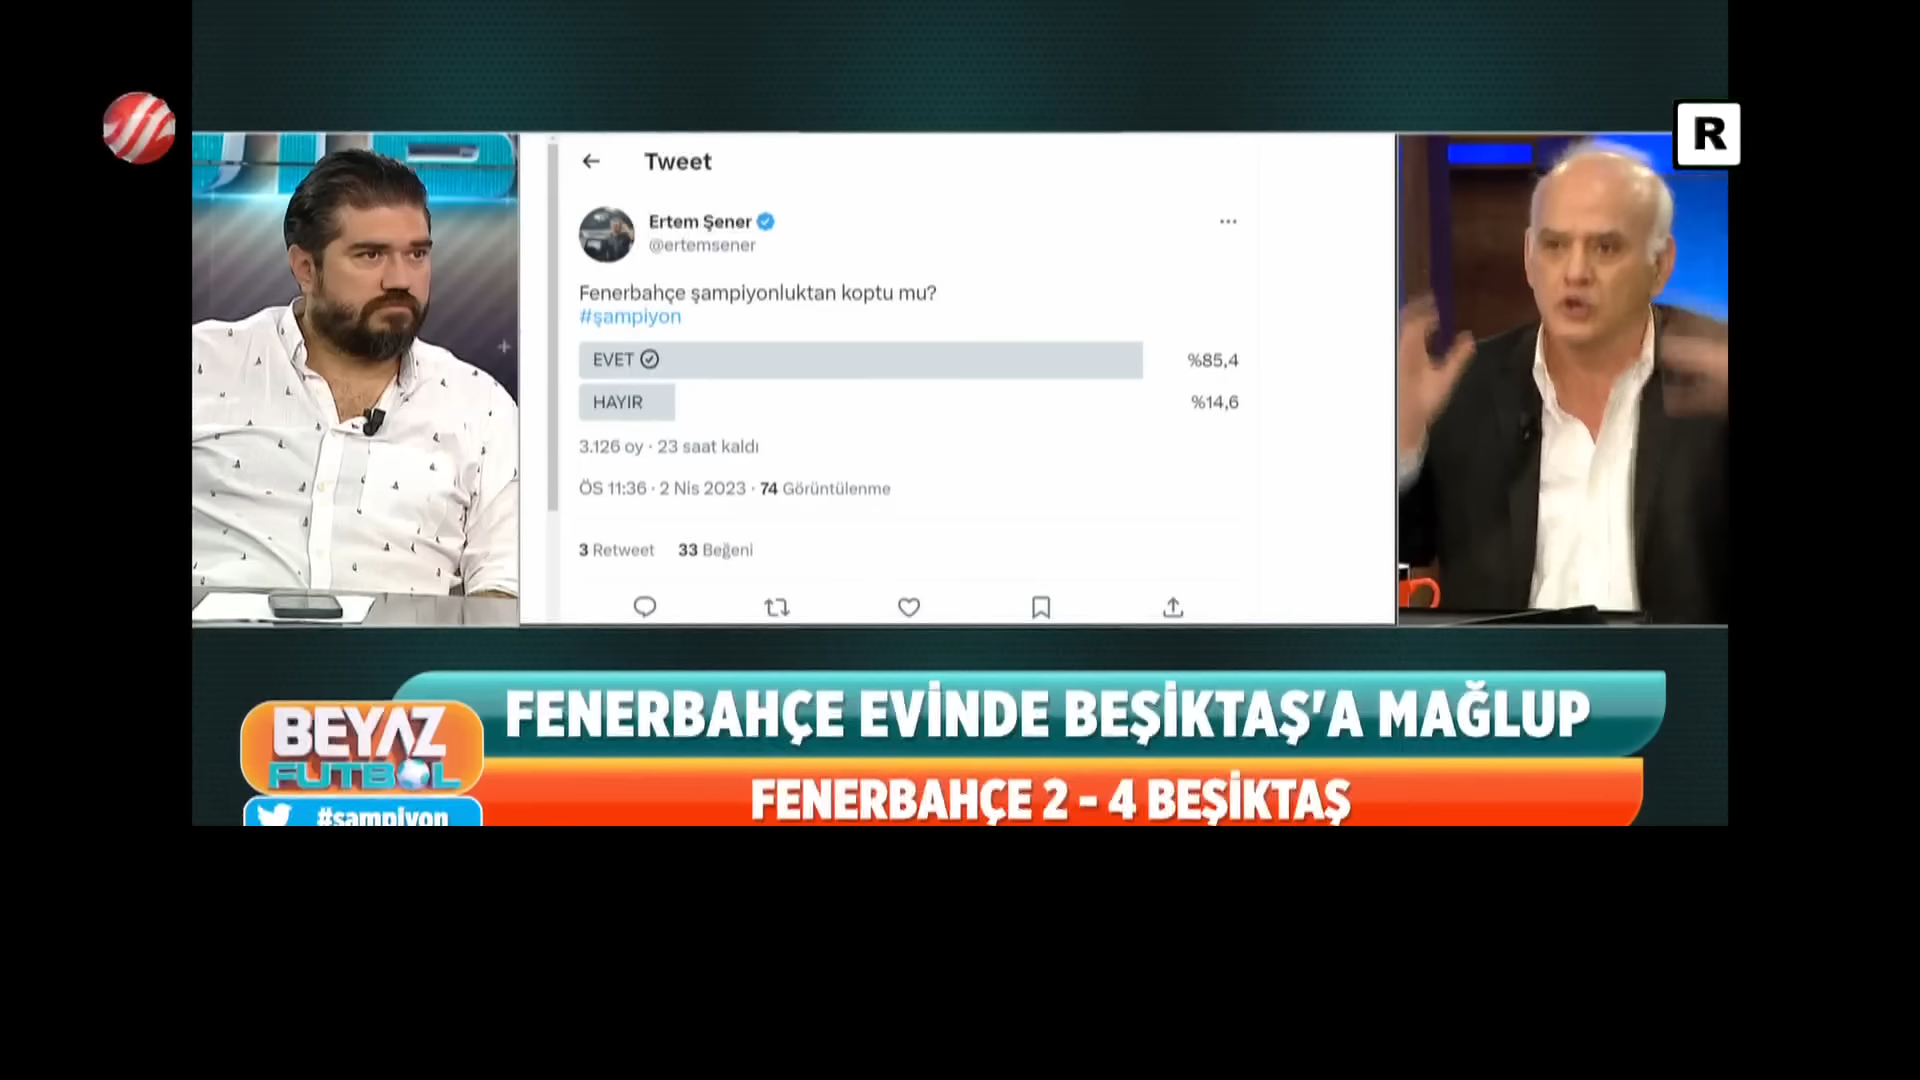 R
Tweet
Ertem Şener
@ertemsener
Fenerbahçe şampiyonluktan koptu mu?
#şampiyon
EVET %85,4
HAYIR %14,6
3.126 oy · 23 saat kaldı
ÖS 11:36 · 2 Nis 2023 · 74 Görüntülenme
3 Retweet 33 Beğeni
FENERBAHÇE EVİNDE BEŞİKTAŞ'A MAĞLUP
BEYAZ
FUTBOL
FENERBAHÇE 2 - 4 BEŞİKTAŞ
#şampiyon